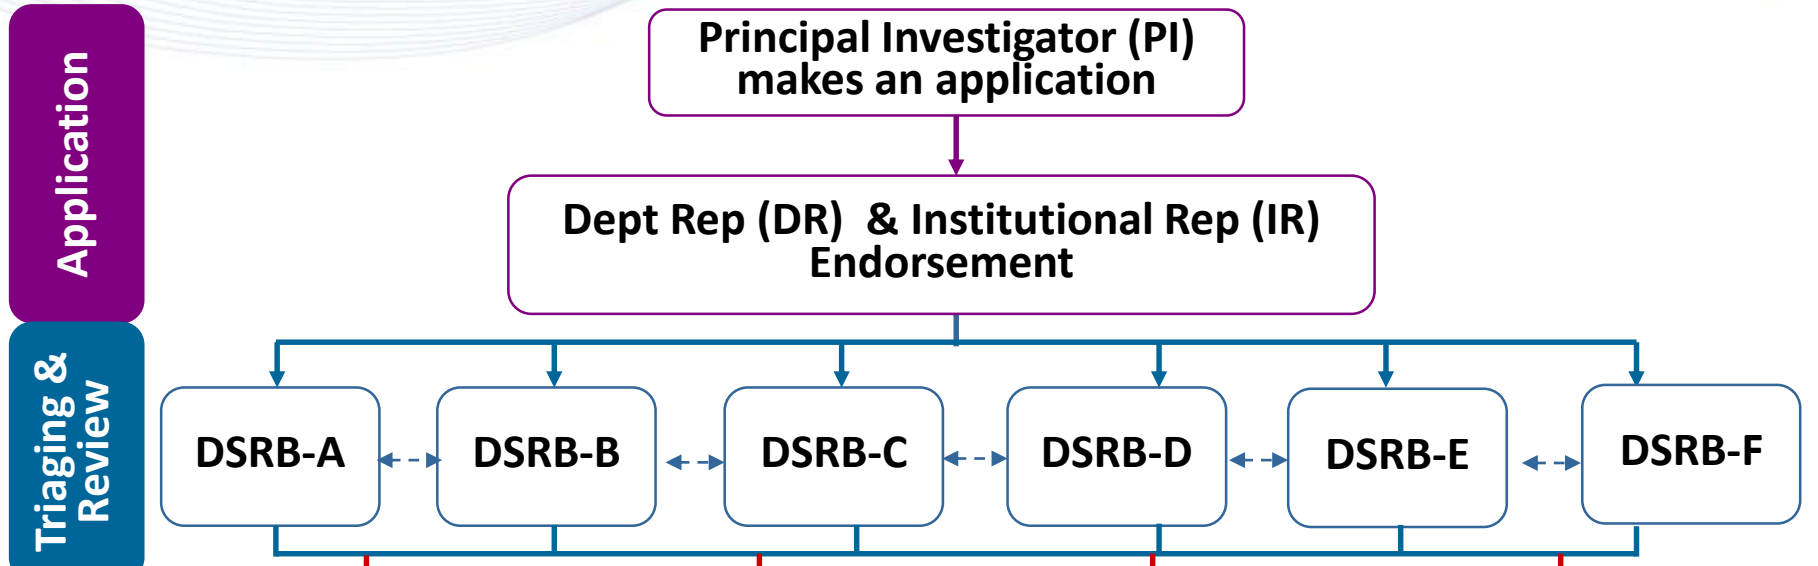 Application
Principal Investigator (PI)
makes an application
Dept Rep (DR)  & Institutional Rep (IR)
Endorsement
Triaging &
Review
DSRB-A
DSRB-B
DSRB-C
DSRB-D
DSRB-E
DSRB-F